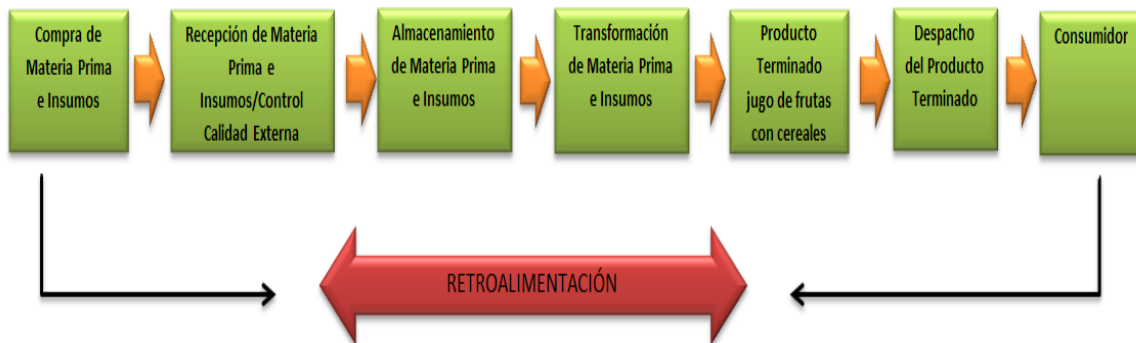 Compra de
Materia Prima
e Insumos
Recepción de Materia
Prima e
Insumos/Control
Calidad Externa
Almacenamiento
de Materia Prima
e Insumos
Transformación
de Materia Prima
e Insumos
Producto
Terminado
jugo de frutas
con cereales
Despacho
del Producto
Terminado
Consumidor
RETROALIMENTACIÓN